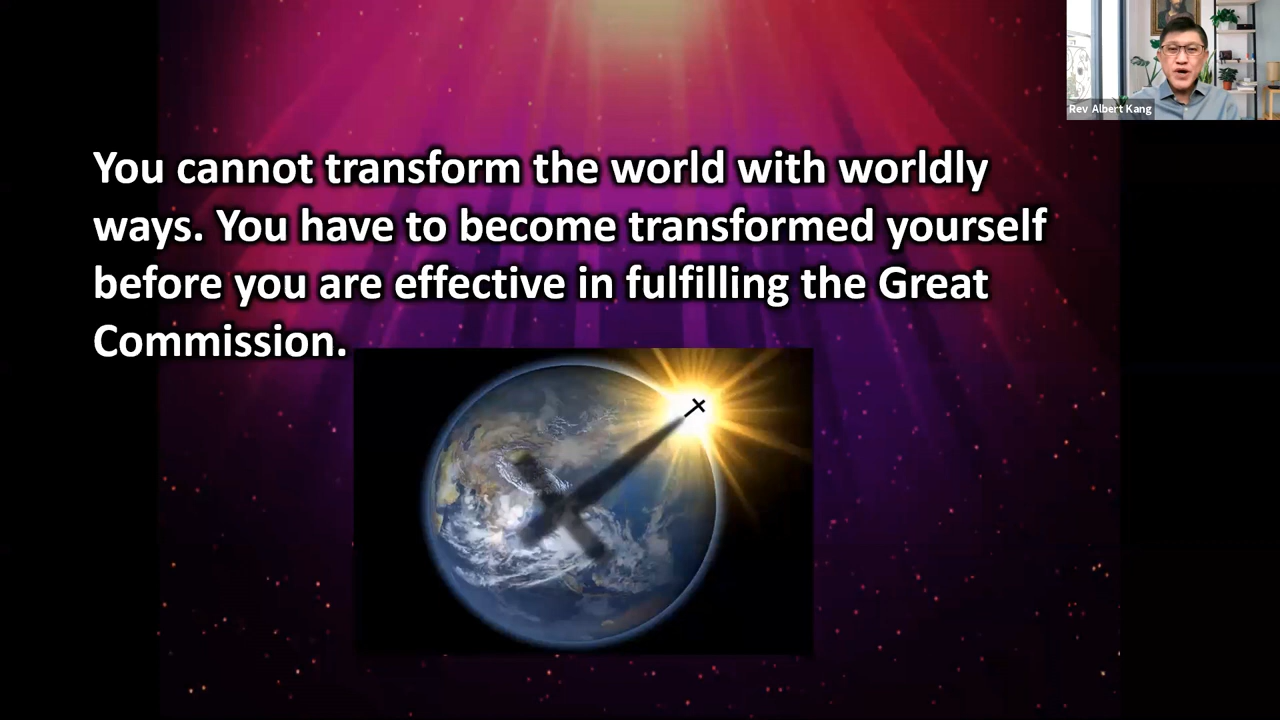 Rev Albert Kang
You cannot transform the world with worldly
ways. You have to become transformed yourself
before you are effective in fulfilling the Great
Commission.